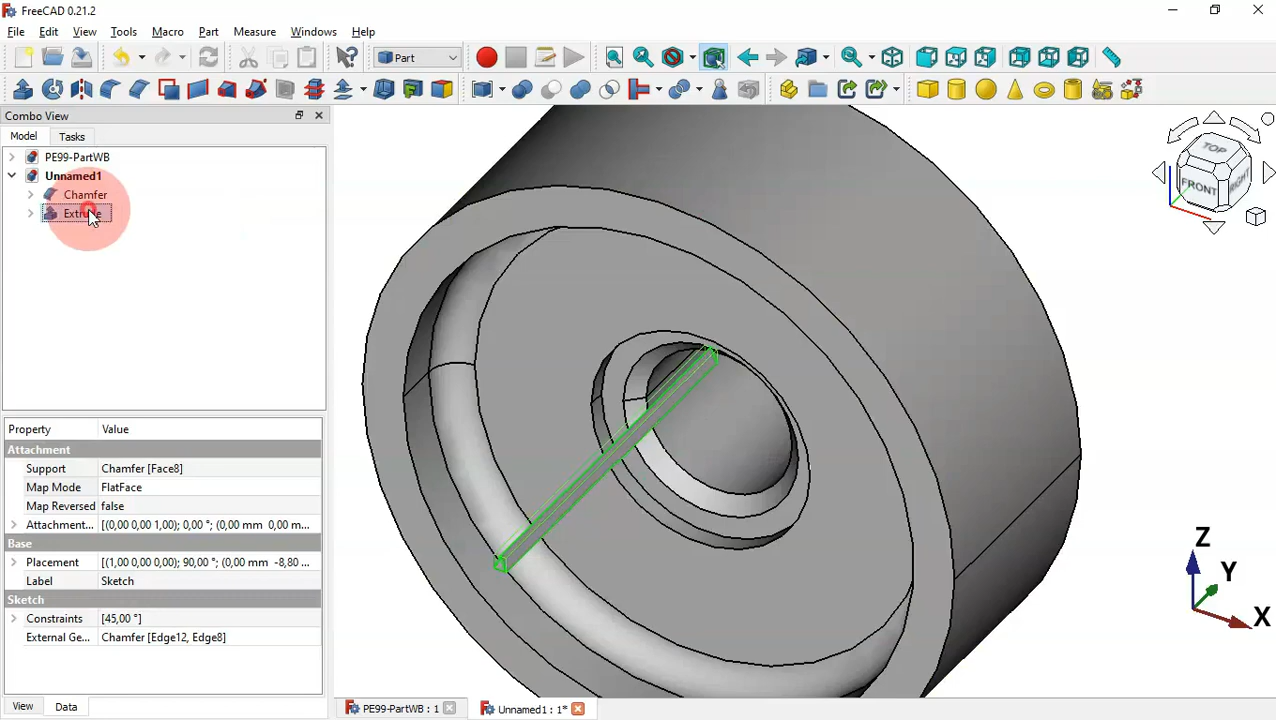 FreeCAD 0.21.2
File Edit View Tools Macro Part Measure Windows Help
Part
Combo View
Model Tasks
PE99-PartWB
Unnamed1
Chamfer
Extrude
Property Value
Attachment
Support Chamfer [Face8]
Map Mode FlatFace
Map Reversed false
Attachment... [(0,00 0,00 1,00); 0,00 °; (0,00 mm 0,00 m...
Base
Placement [(1,00 0,00 0,00); 90,00 °; (0,00 mm -8,80 ...
Label Sketch
Sketch
Constraints [45,00 °]
External Ge... Chamfer [Edge12, Edge8]
View Data
TOP
FRONT
RIGHT
Z
Y
X
PE99-PartWB : 1
Unnamed1 : 1*